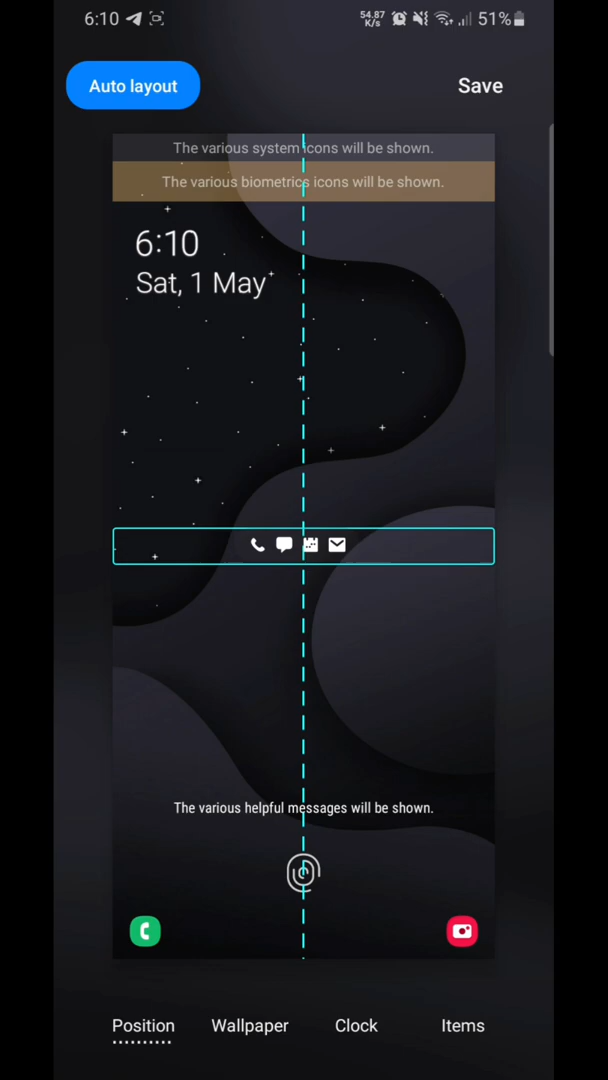 6:10
54.87
K/s
51%
Auto layout
Save
The various system icons will be shown.
The various biometrics icons will be shown.
6:10
Sat, 1 May
The various helpful messages will be shown.
Position
Wallpaper
Clock
Items